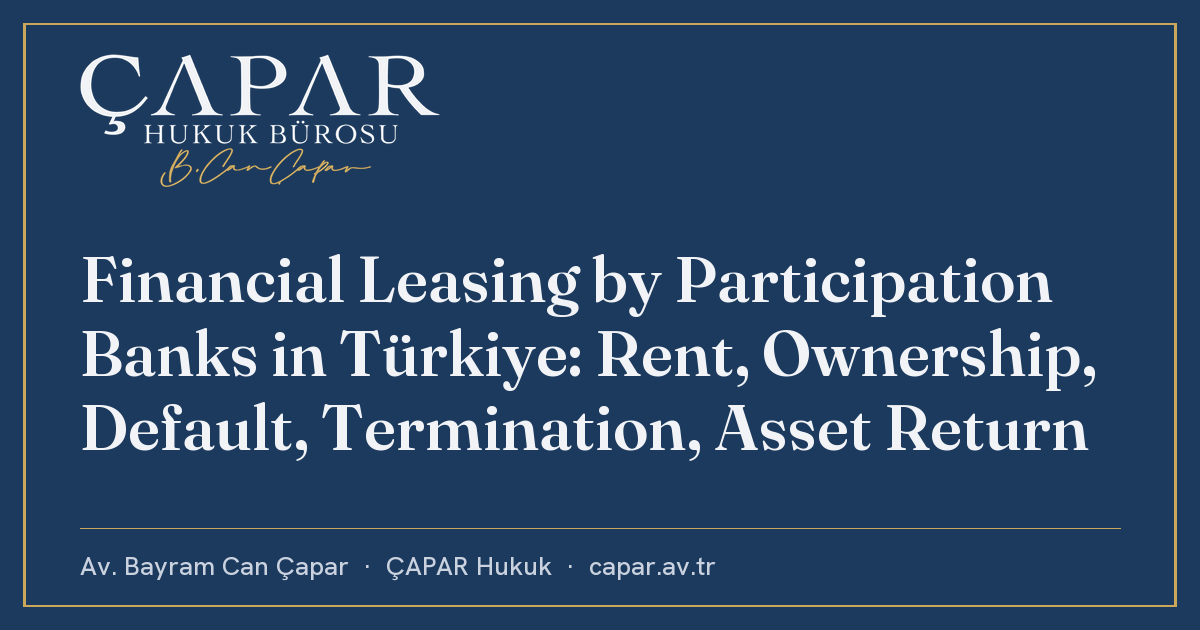 ÇAPAR
HUKUK BÜROSU
B.Can Çapar
Financial Leasing by Participation
Banks in Türkiye: Rent, Ownership,
Default, Termination, Asset Return
Av. Bayram Can Çapar · ÇAPAR Hukuk · capar.av.tr